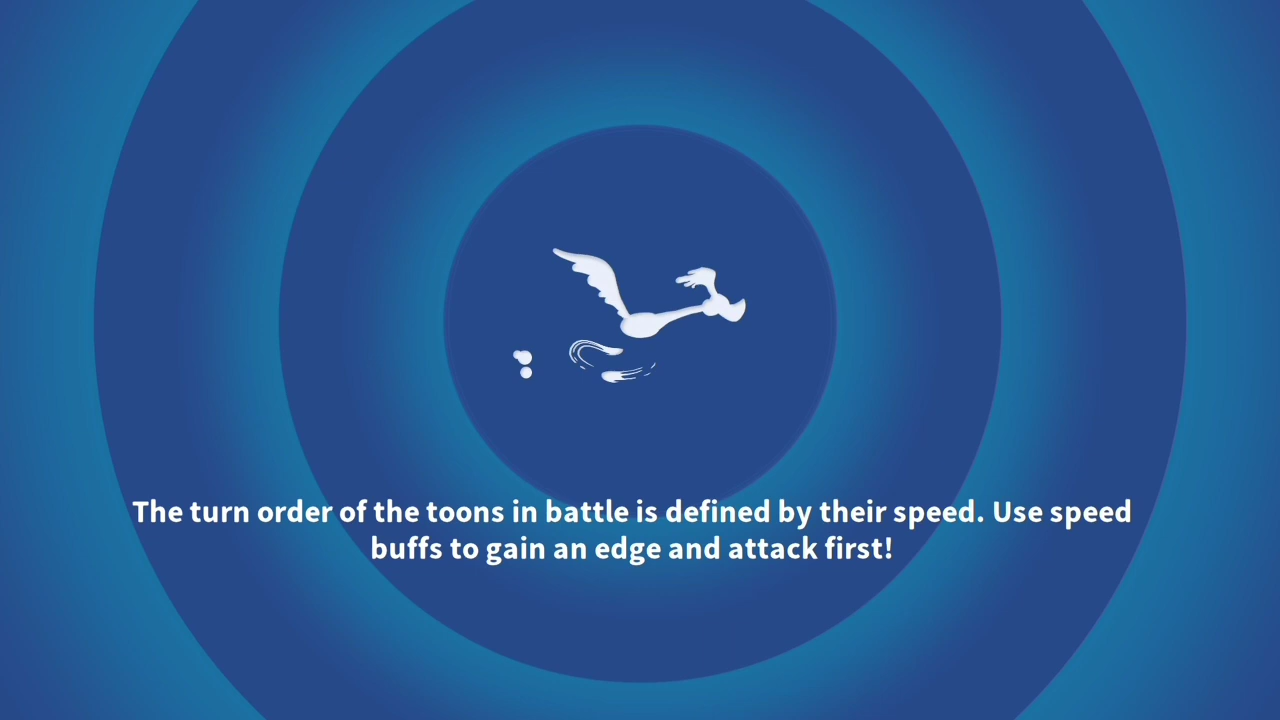 The turn order of the toons in battle is defined by their speed. Use speed
buffs to gain an edge and attack first!